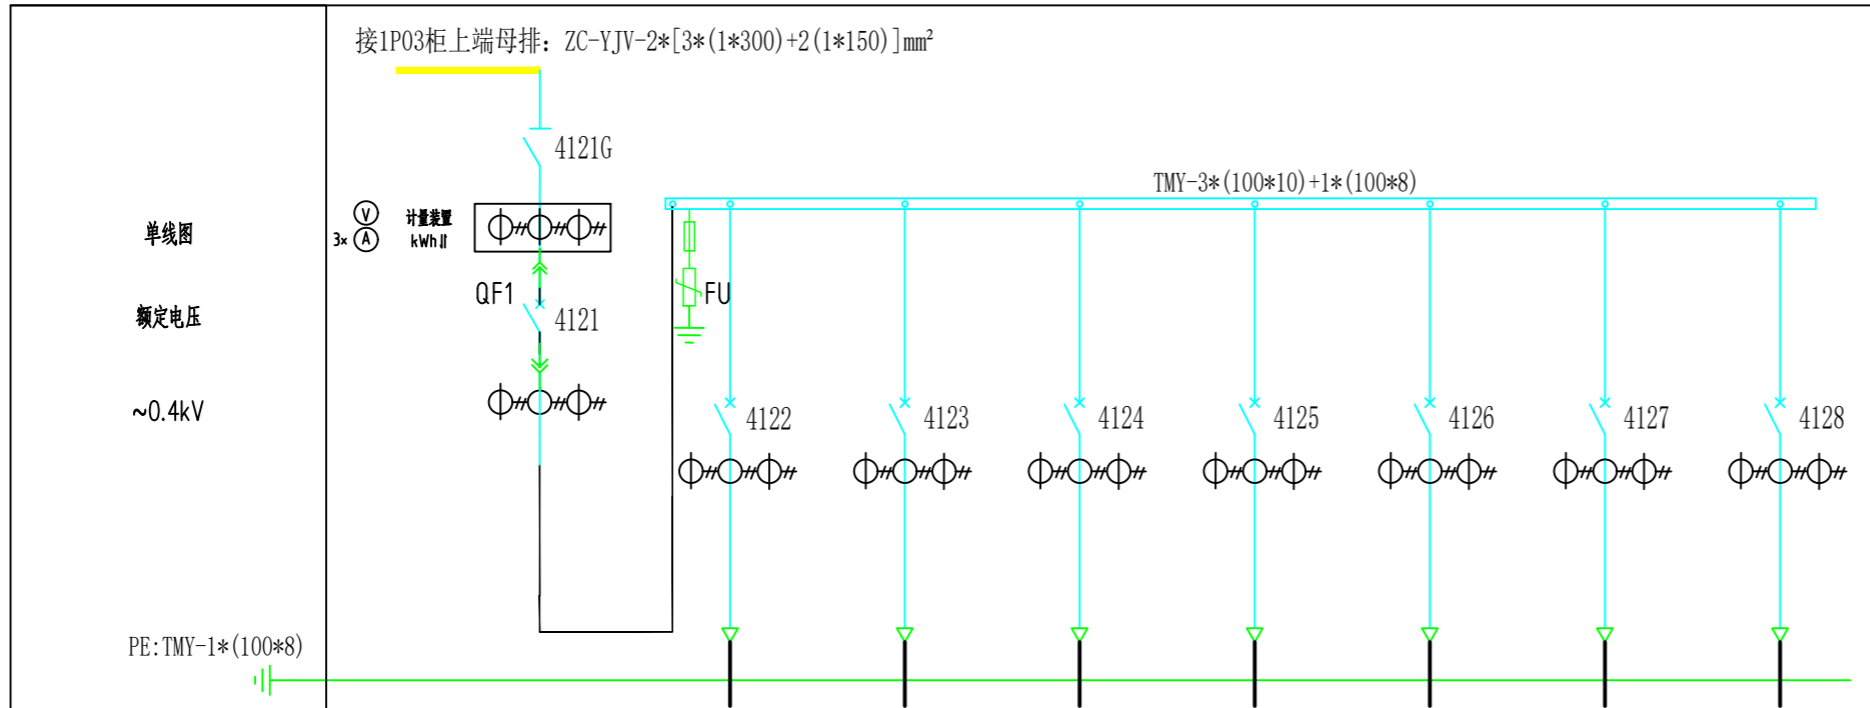 接1P03柜上端母排：ZC-YJV-2*[3*(1*300)+2(1*150)]mm²
4121G
TMY-3*(100*10)+1*(100*8)
单线图
V
3× A
计量装置
kWh
QF1
4121
FU
额定电压
~0.4kV
4122
4123
4124
4125
4126
4127
4128
PE:TMY-1*(100*8)